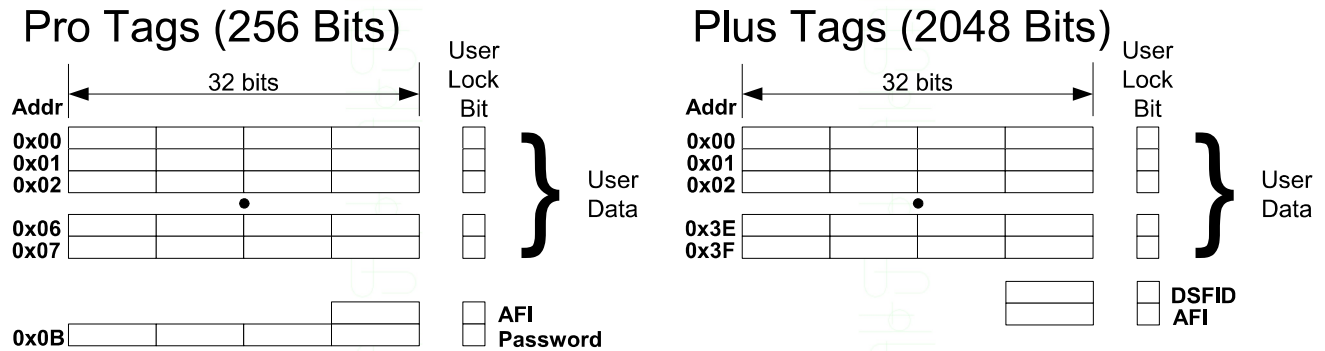 Pro Tags (256 Bits)
User
Lock
Bit
32 bits
Addr
0x00
0x01
0x02
0x06
0x07
User
Data
AFI
0x0B
Password
Plus Tags (2048 Bits)
User
Lock
Bit
32 bits
Addr
0x00
0x01
0x02
0x3E
0x3F
User
Data
DSFID
AFI